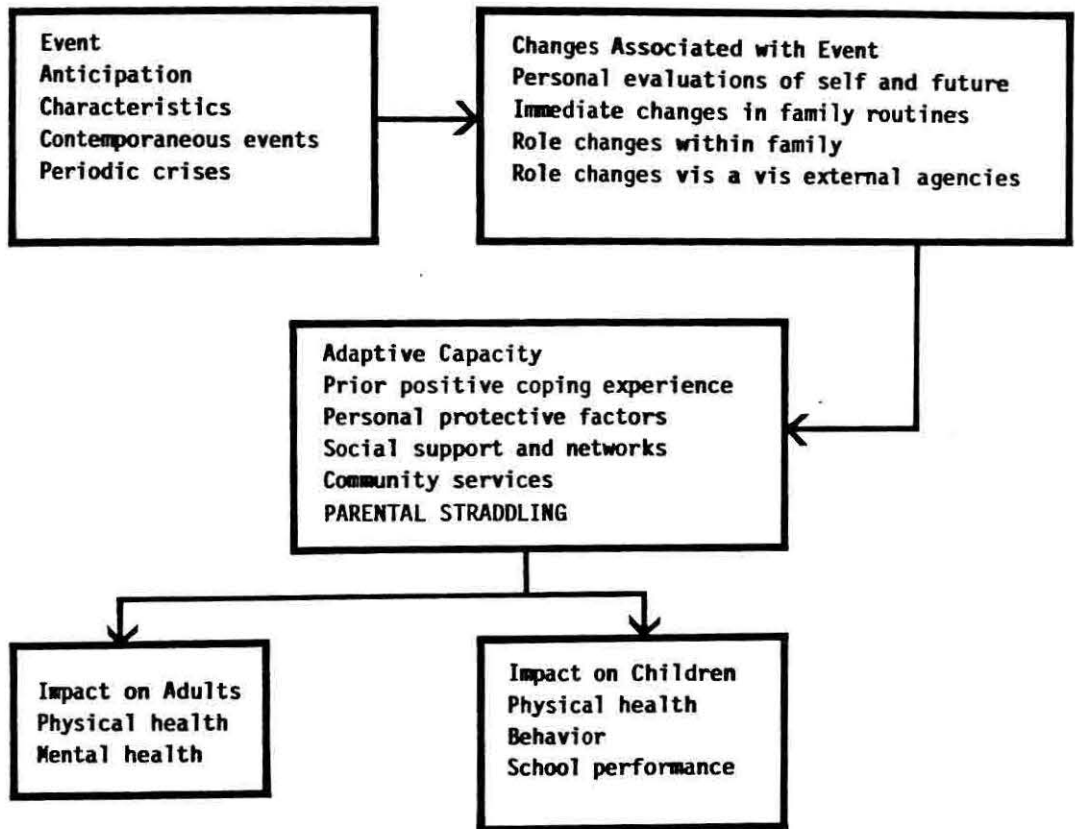 Event
Anticipation
Characteristics
Contemporaneous events
Periodic crises
Changes Associated with Event
Personal evaluations of self and future
Immediate changes in family routines
Role changes within family
Role changes vis a vis external agencies
Adaptive Capacity
Prior positive coping experience
Personal protective factors
Social support and networks
Community services
PARENTAL STRADDLING
Impact on Adults
Physical health
Mental health
Impact on Children
Physical health
Behavior
School performance